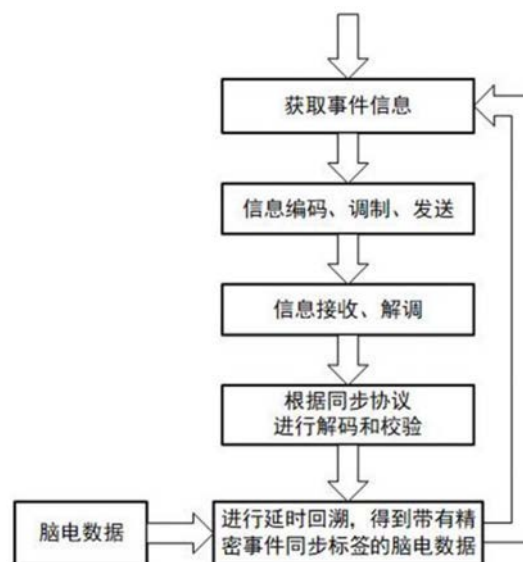 获取事件信息
信息编码、调制、发送
信息接收、解调
根据同步协议
进行解码和校验
脑电数据
进行延时回溯，得到带有精
密事件同步标签的脑电数据